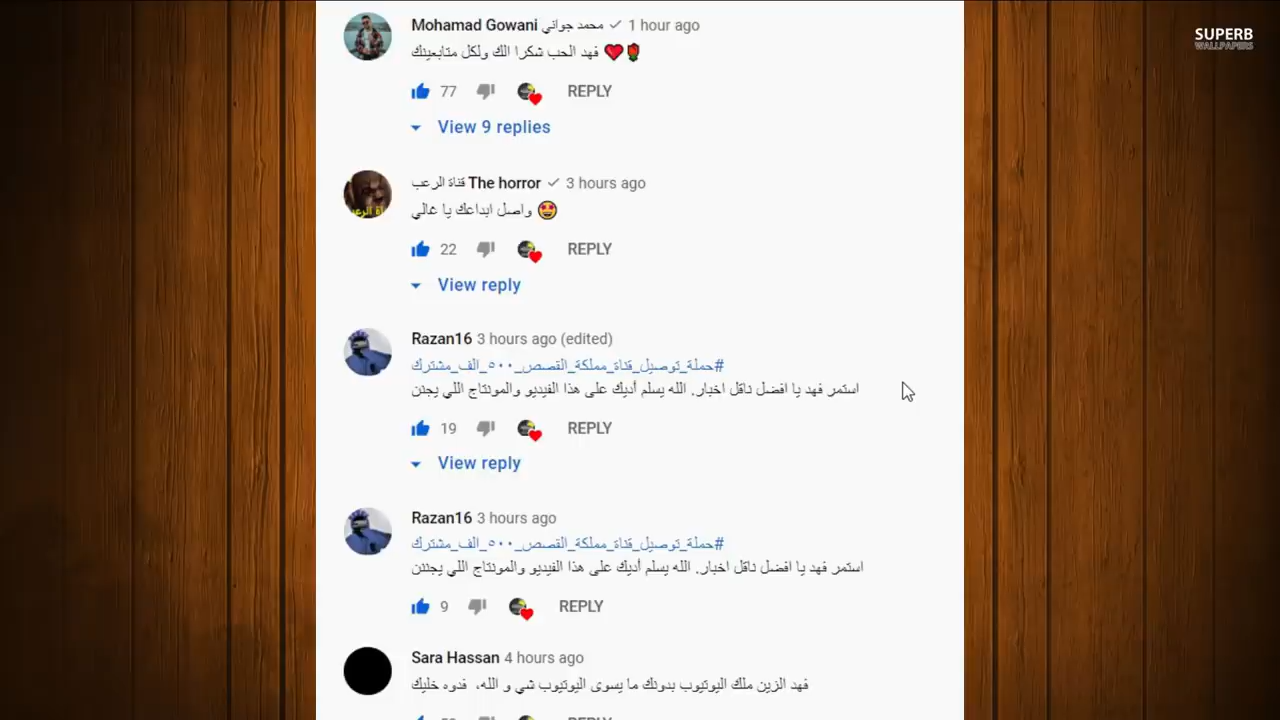 SUPERB
WALLPAPERS
Mohamad Gowani محمد جواني 1 hour ago
فهد الحب شكرا الك ولكل متابعينك ❤️🌹
77 REPLY
View 9 replies
قناة الرعب The horror 3 hours ago
واصل ابداعك يا غالي 😍
22 REPLY
View reply
Razan16 3 hours ago (edited)
#حملة_توصيل_قناة_مملكة_القصص_٥٠٠_الف_مشترك
استمر فهد يا افضل ناقل اخبار. الله يسلم أديك على هذا الفيديو والمونتاج اللي يجنن
19 REPLY
View reply
Razan16 3 hours ago
#حملة_توصيل_قناة_مملكة_القصص_٥٠٠_الف_مشترك
استمر فهد يا افضل ناقل اخبار. الله يسلم أديك على هذا الفيديو والمونتاج اللي يجننن
9 REPLY
Sara Hassan 4 hours ago
فهد الزين ملك اليوتيوب بدونك ما يسوى اليوتيوب شي و الله، فدوه خليك